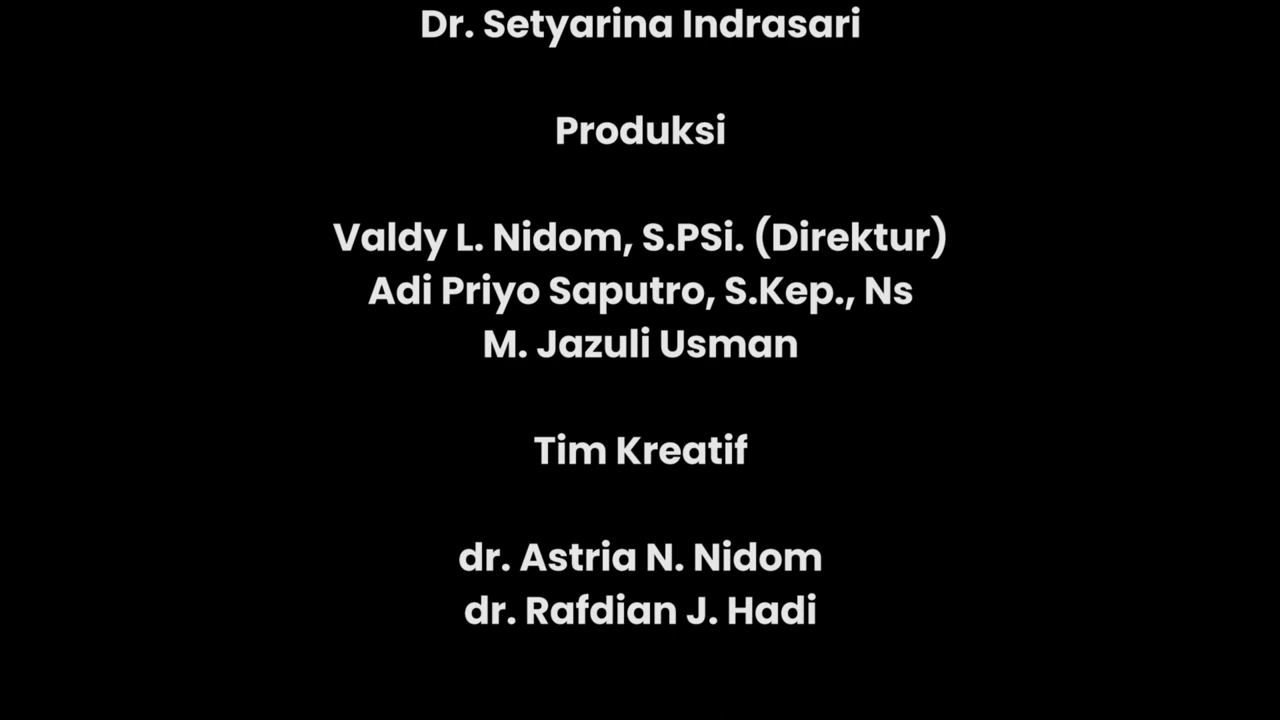 Dr. Setyarina Indrasari
Produksi
Valdy L. Nidom, S.PSi. (Direktur)
Adi Priyo Saputro, S.Kep., Ns
M. Jazuli Usman
Tim Kreatif
dr. Astria N. Nidom
dr. Rafdian J. Hadi